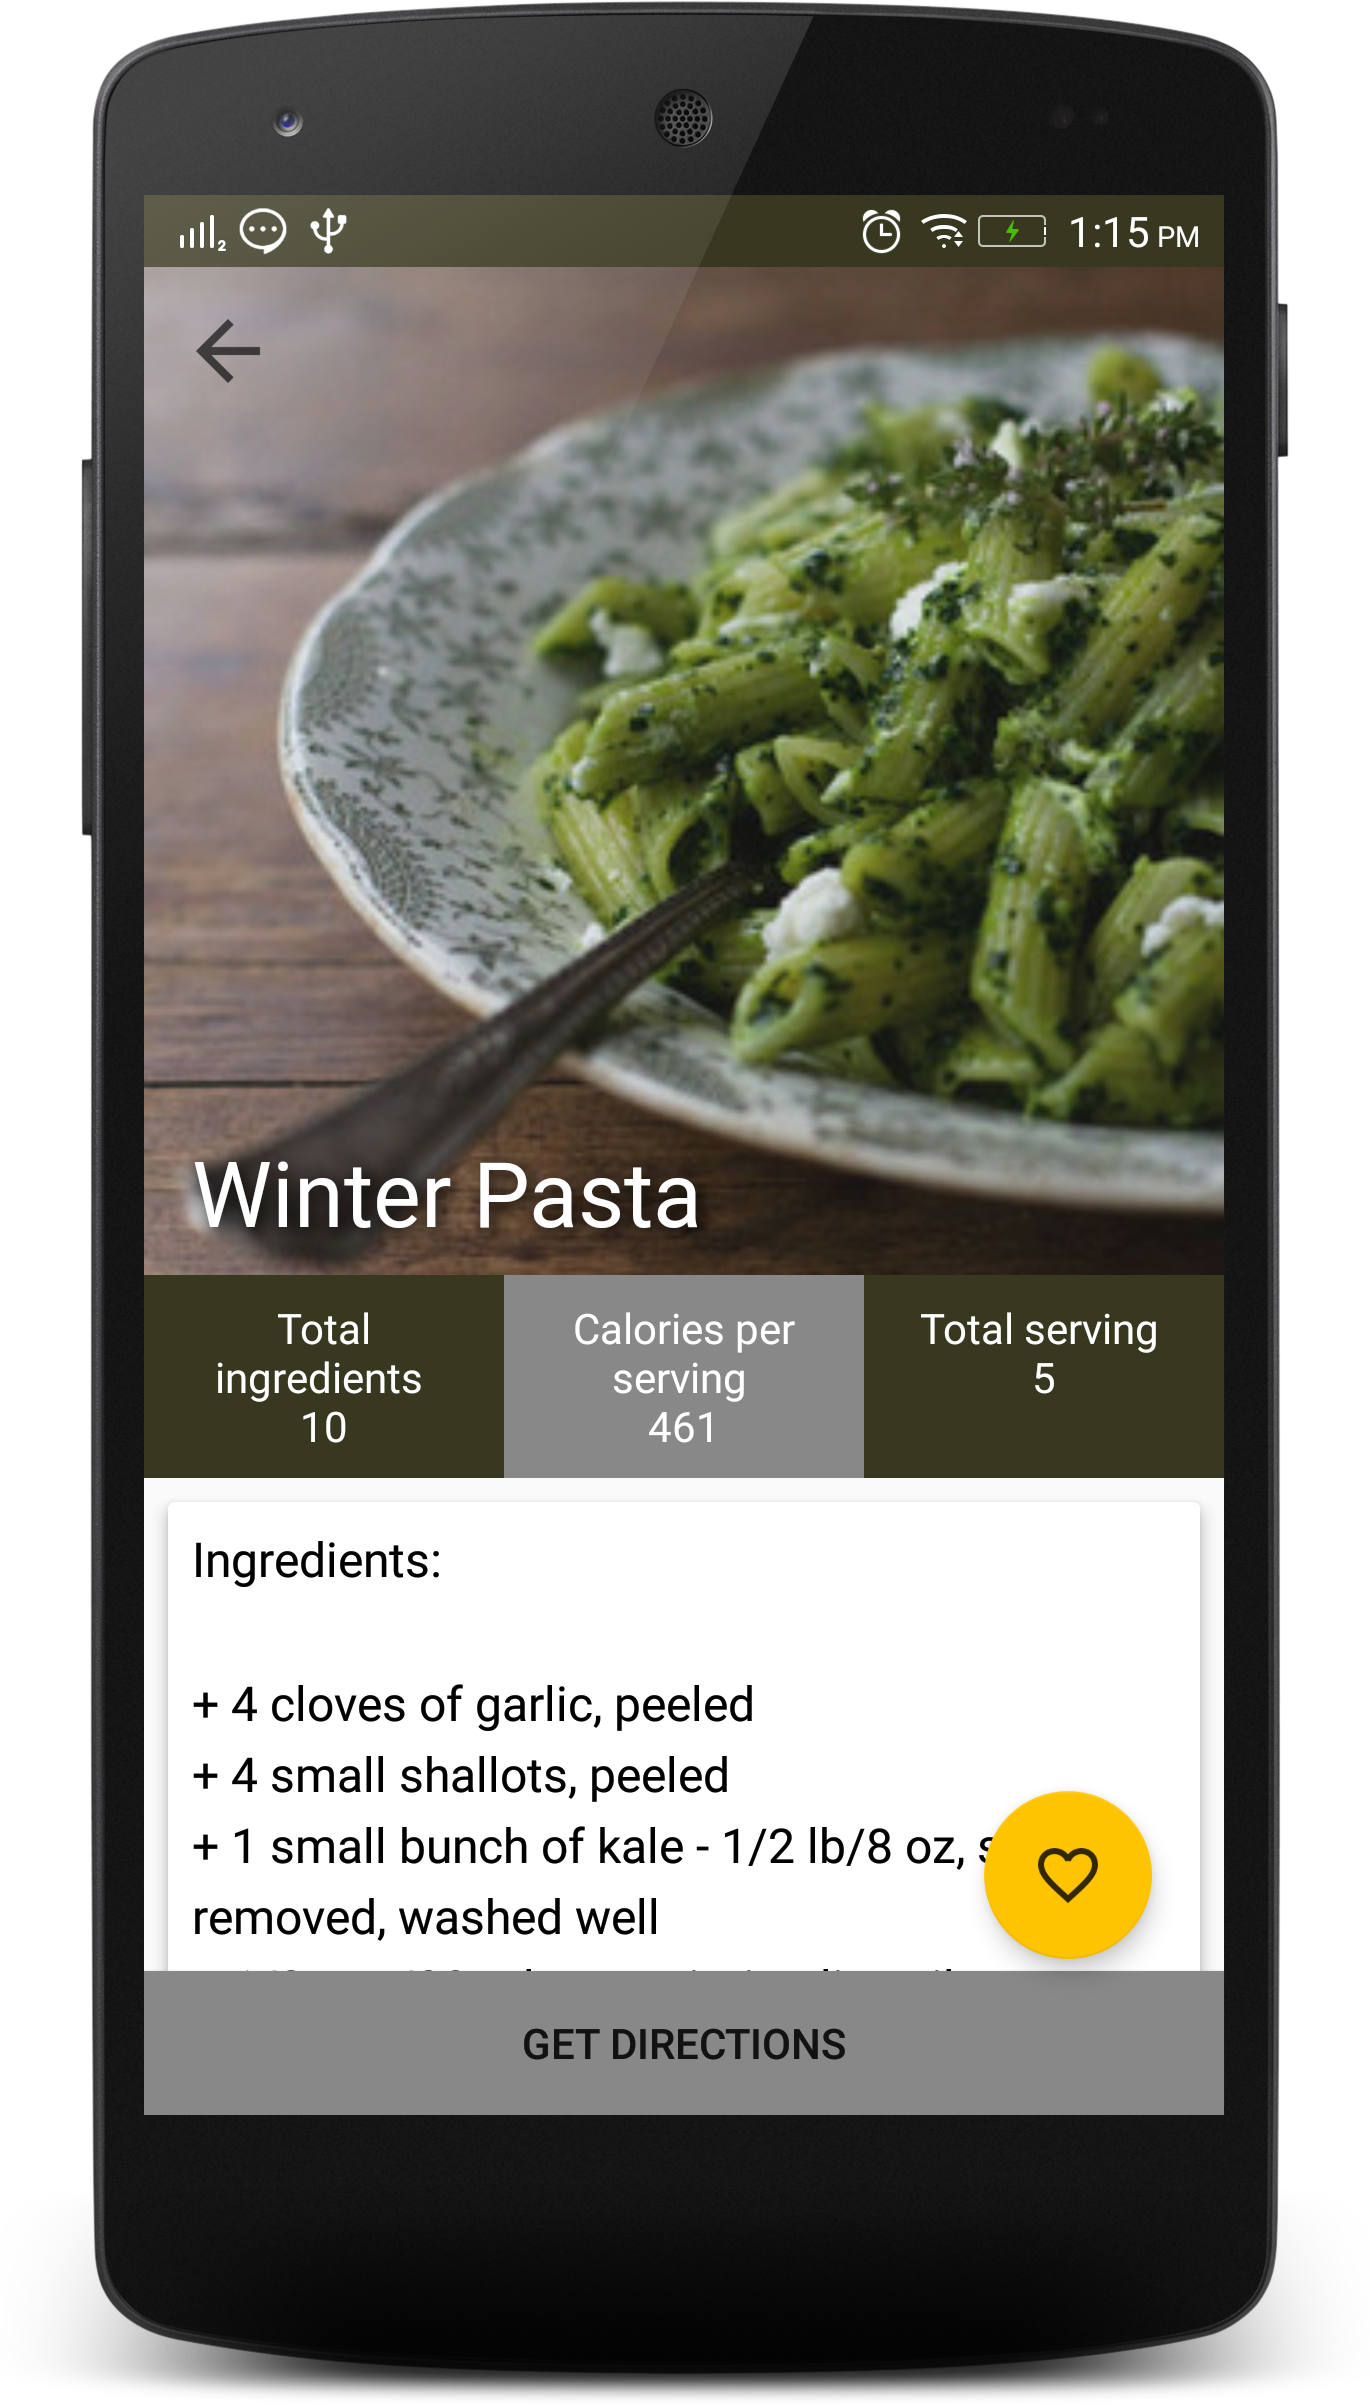 2
1:15 PM
Winter Pasta
Total
ingredients
10
Calories per
serving
461
Total serving
5
Ingredients:
+ 4 cloves of garlic, peeled
+ 4 small shallots, peeled
+ 1 small bunch of kale - 1/2 lb/8 oz,
removed, washed well
GET DIRECTIONS